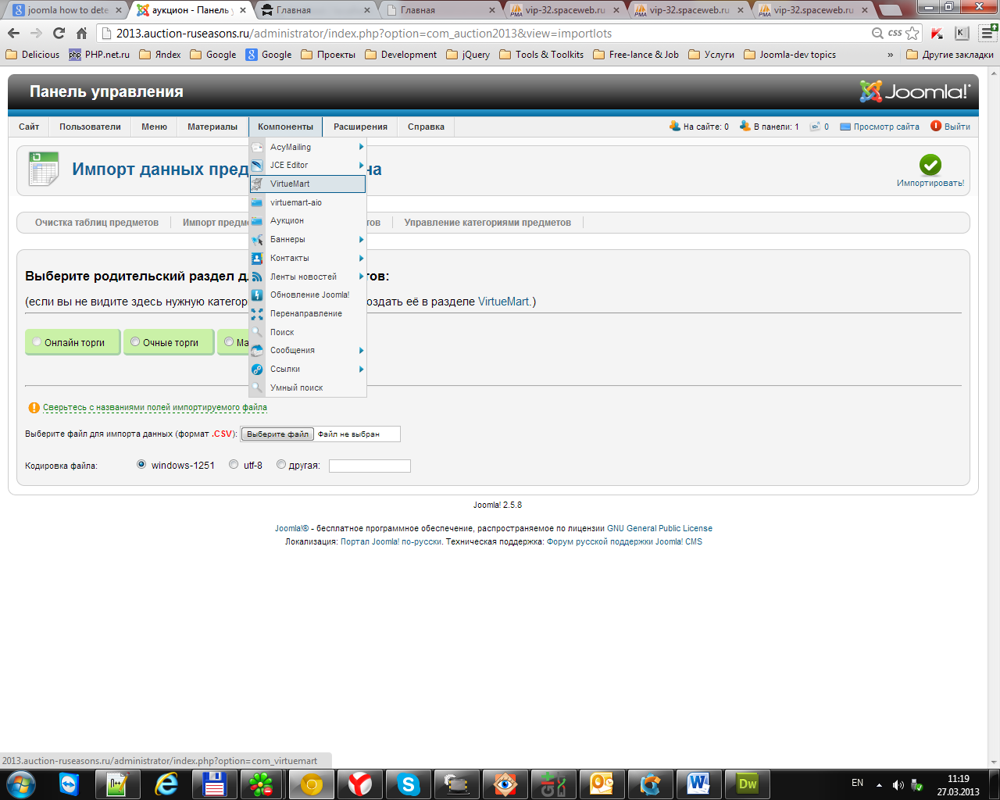 joomla how to dete
аукцион - Панель у
Главная
Главная
vip-32.spaceweb.ru
vip-32.spaceweb.ru
vip-32.spaceweb.ru
2013.auction-ruseasons.ru/administrator/index.php?option=com_auction2013&view=importlots
css
Delicious PHP.net.ru Яndex Google Google Проекты Development jQuery Tools & Toolkits Free-lance & Job Услуги Joomla-dev topics » Другие закладки
Панель управления
Joomla!
Сайт Пользователи Меню Материалы Компоненты Расширения Справка
На сайте: 0 В панели: 1 0 Просмотр сайта Выйти
Импорт данных пред
на
Импортировать!
AcyMailing
JCE Editor
VirtueMart
virtuemart-aio
Аукцион
Баннеры
Контакты
Ленты новостей
Обновление Joomla!
Перенаправление
Поиск
Сообщения
Ссылки
Умный поиск
Очистка таблиц предметов Импорт предм етов Управление категориями предметов
Выберите родительский раздел д тов:
(если вы не видите здесь нужную категор оздать её в разделе VirtueMart.)
Онлайн торги Очные торги Ма
Сверьтесь с названиями полей импортируемого файла
Выберите файл для импорта данных (формат .CSV): Выберите файл Файл не выбран
Кодировка файла: windows-1251 utf-8 другая:
Joomla! 2.5.8
Joomla!® - бесплатное программное обеспечение, распространяемое по лицензии GNU General Public License
Локализация: Портал Joomla! по-русски. Техническая поддержка: Форум русской поддержки Joomla! CMS
2013.auction-ruseasons.ru/administrator/index.php?option=com_virtuemart
EN
11:19
27.03.2013